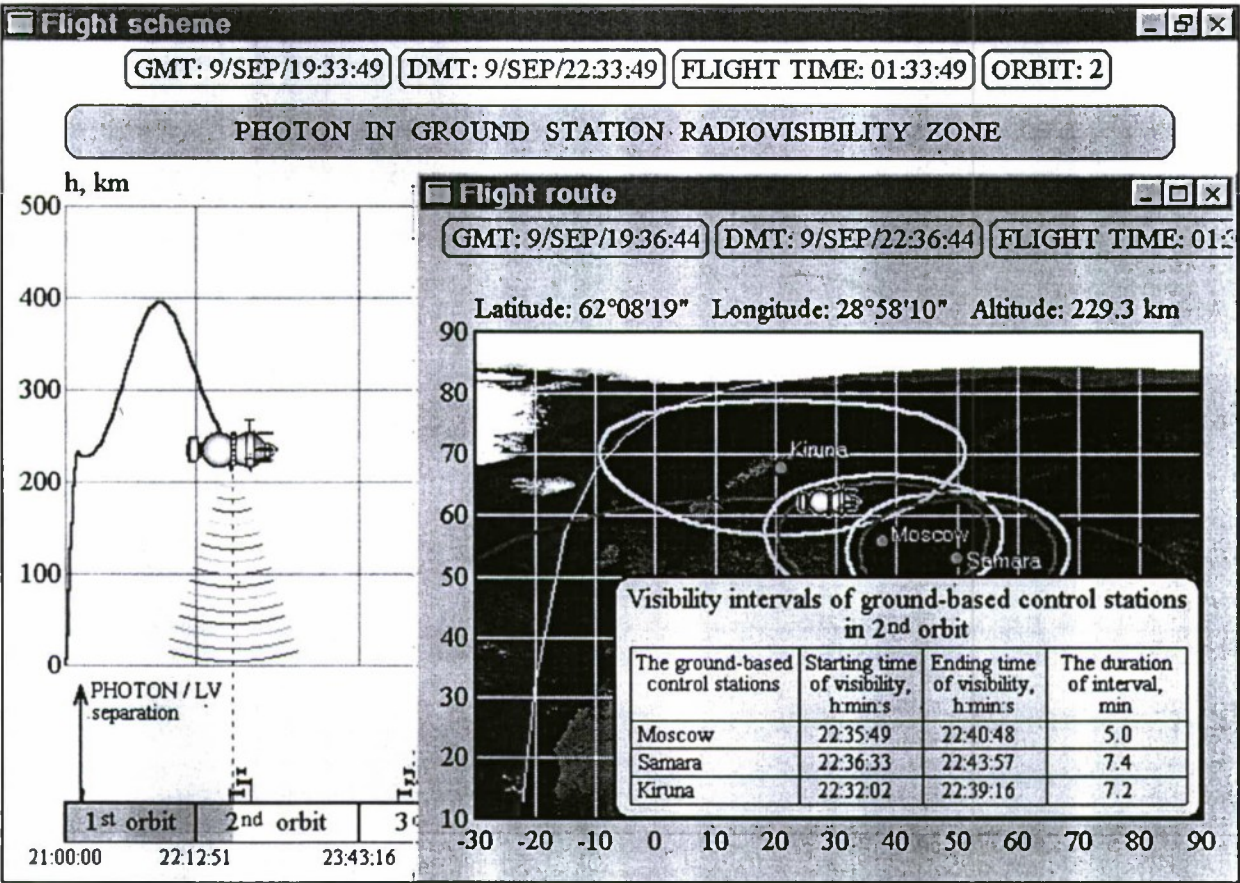 Flight scheme
GMT: 9/SEP/19:33:49 DMT: 9/SEP/22:33:49 FLIGHT TIME: 01:33:49 ORBIT: 2
PHOTON IN GROUND STATION RADIOVISIBILITY ZONE
h, km
500
400
300
200
100
0
PHOTON / LV
separation
1st orbit 2nd orbit 3
21:00:00 22:12:51 23:43:16
Flight route
GMT: 9/SEP/19:36:44 DMT: 9/SEP/22:36:44 FLIGHT TIME: 01:3
Latitude: 62°08'19" Longitude: 28°58'10" Altitude: 229.3 km
90
80
70
60
50
40
30
20
10
Kiruna
Moscow
Samara
Visibility intervals of ground-based control stations
in 2nd orbit
The ground-based control stations Starting time of visibility, h:min:s Ending time of visibility, h:min:s The duration of interval, min
Moscow 22:35:49 22:40:48 5.0
Samara 22:36:33 22:43:57 7.4
Kiruna 22:32:02 22:39:16 7.2
-30 -20 -10 0 10 20 30 40 50 60 70 80 90